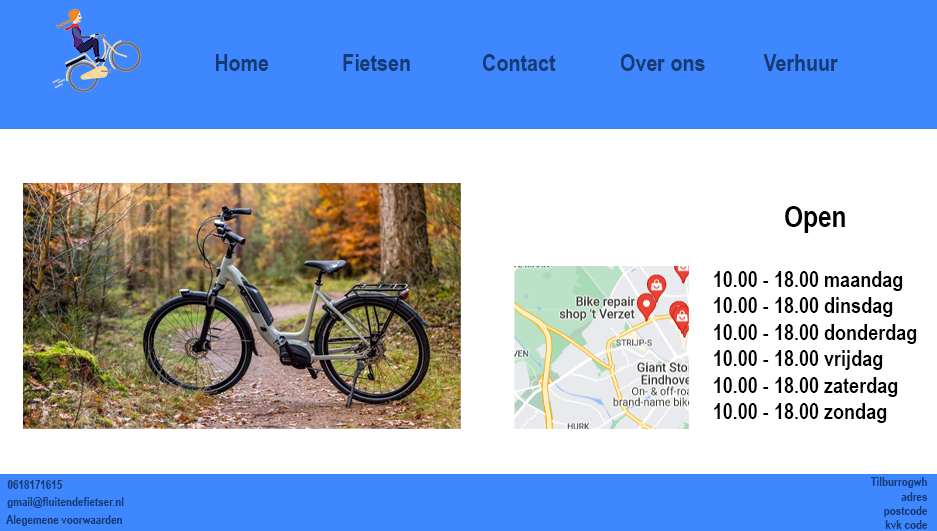 Home Fietsen Contact Over ons Verhuur
Open
Bike repair
shop 't Verzet
STRIJP-S
VEN
Giant Sto
Eindhove
On- & off-roa
brand-name bike
HURK
10.00 - 18.00 maandag
10.00 - 18.00 dinsdag
10.00 - 18.00 donderdag
10.00 - 18.00 vrijdag
10.00 - 18.00 zaterdag
10.00 - 18.00 zondag
0618171615
gmail@fluitendefietser.nl
Alegemene voorwaarden
Tilburrogwh
adres
postcode
kvk code